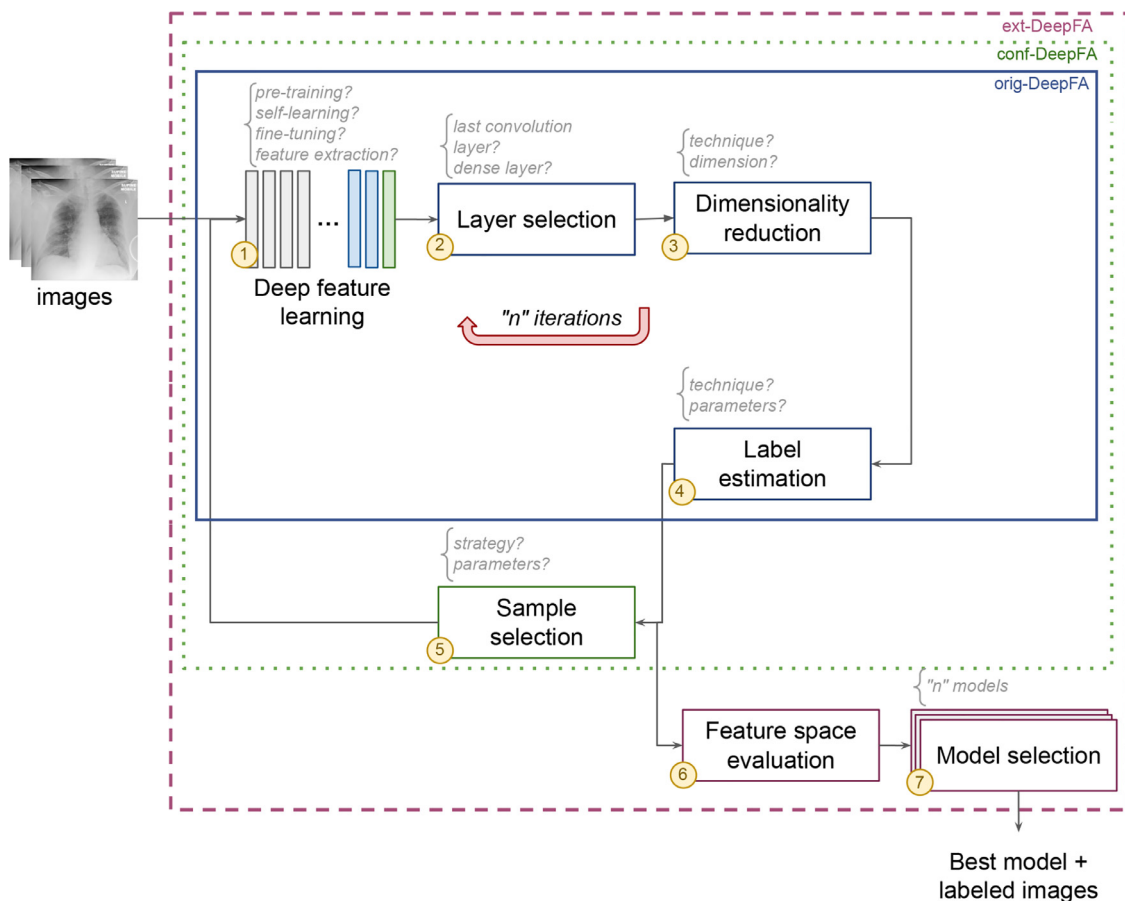 ext-DeepFA
conf-DeepFA
orig-DeepFA
pre-training?
self-learning?
fine-tuning?
feature extraction?
last convolution
layer?
dense layer?
technique?
dimension?
...
1
Deep feature
learning
2
Layer selection
3
Dimensionality
reduction
images
"n" iterations
technique?
parameters?
4
Label
estimation
strategy?
parameters?
5
Sample
selection
6
Feature space
evaluation
"n" models
7
Model selection
Best model +
labeled images